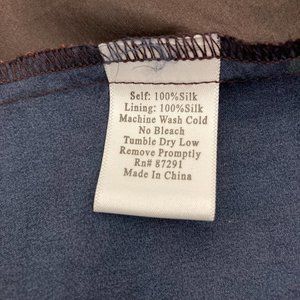 Self: 100%Silk
Lining: 100%Silk
Machine Wash Cold
No Bleach
Tumble Dry Low
Remove Promptly
Rn# 87291
Made In China